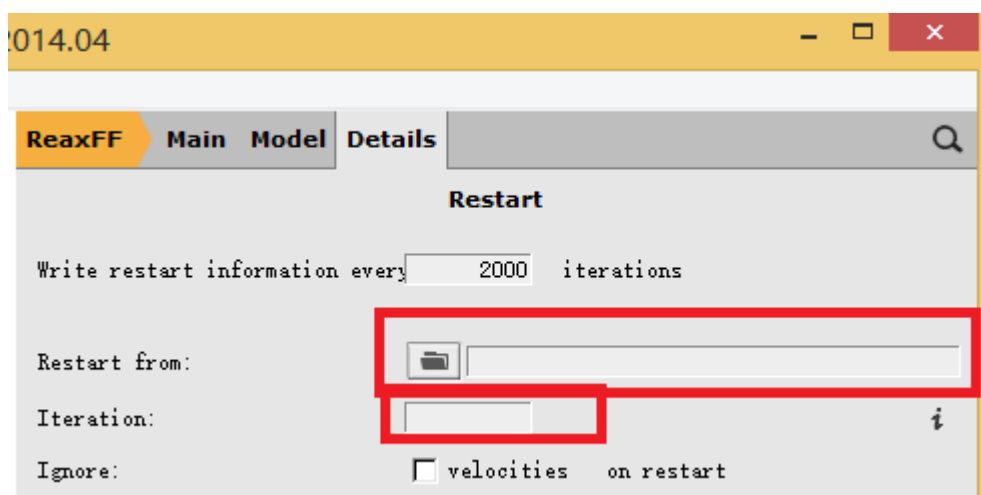 2014.04
ReaxFF Main Model Details
Restart
Write restart information every 2000 iterations
Restart from:
Iteration:
i
Ignore: velocities on restart